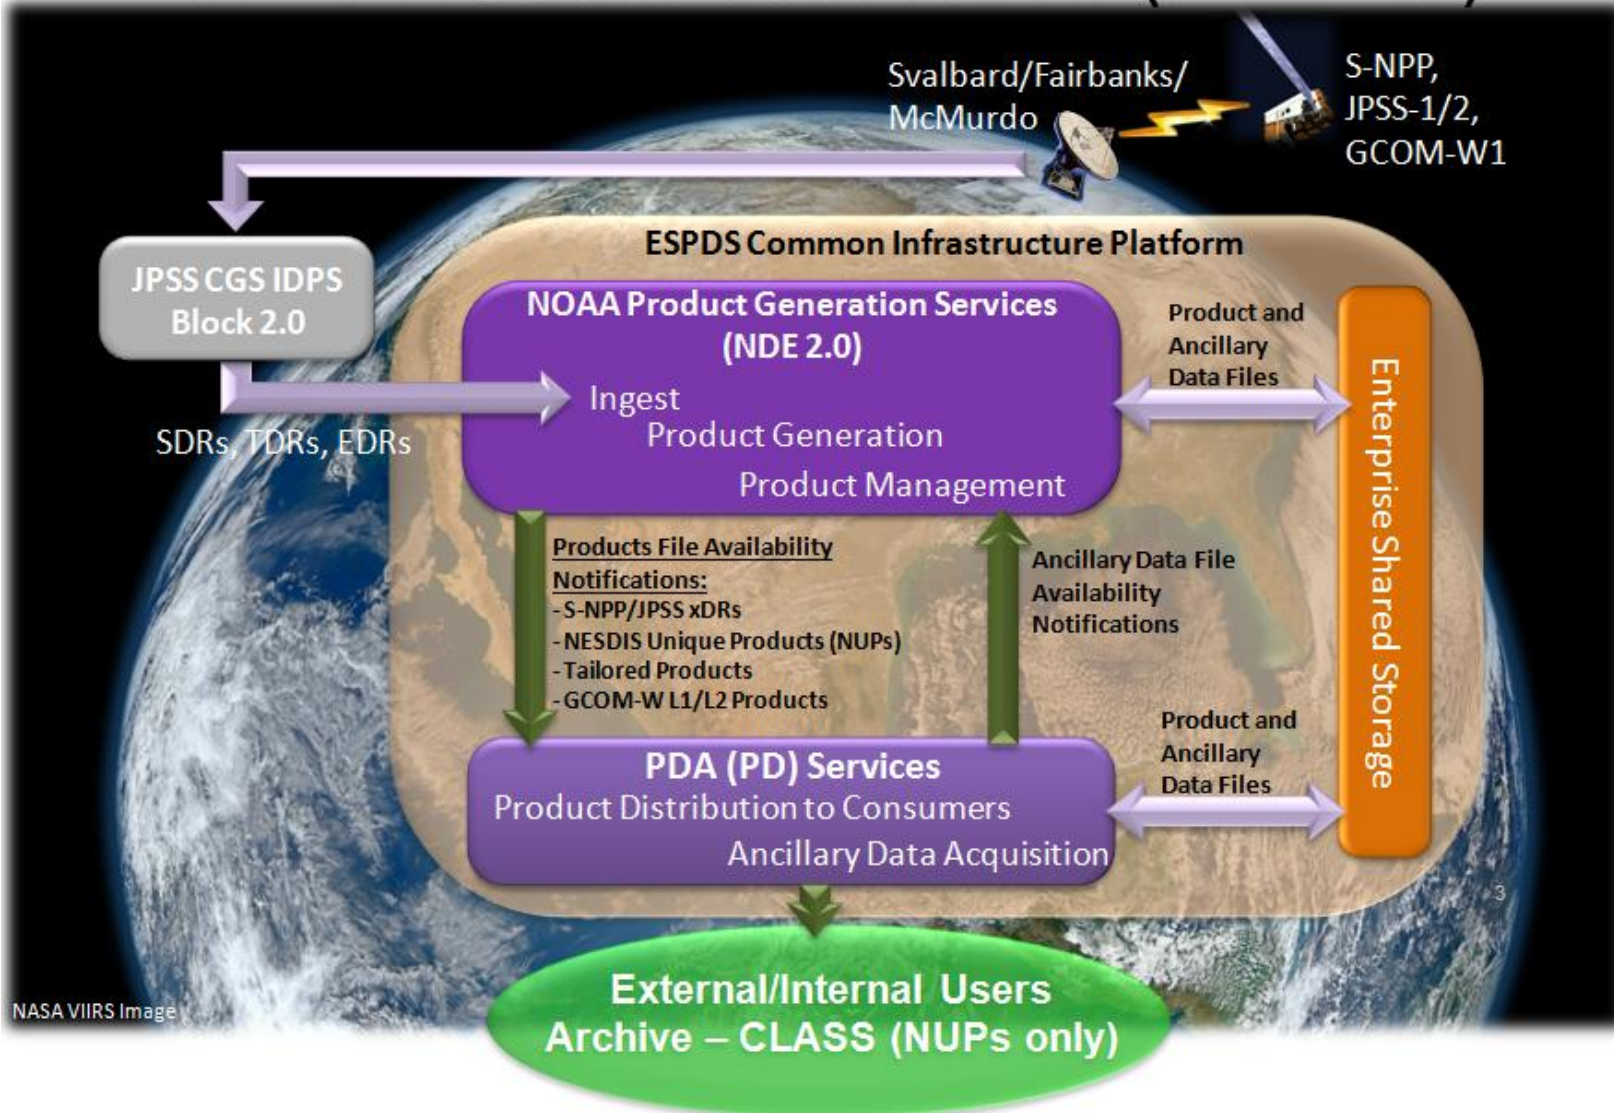 Svalbard/Fairbanks/
McMurdo
S-NPP,
JPSS-1/2,
GCOM-W1
JPSS CGS IDPS
Block 2.0
SDRs, TDRs, EDRs
ESPDS Common Infrastructure Platform
NOAA Product Generation Services
(NDE 2.0)
Ingest
Product Generation
Product Management
Product and
Ancillary
Data Files
Enterprise Shared Storage
Products File Availability
Notifications:
- S-NPP/JPSS xDRs
- NESDIS Unique Products (NUPs)
- Tailored Products
- GCOM-W L1/L2 Products
Ancillary Data File
Availability
Notifications
Product and
Ancillary
Data Files
PDA (PD) Services
Product Distribution to Consumers
Ancillary Data Acquisition
3
External/Internal Users
Archive – CLASS (NUPs only)
NASA VIIRS Image